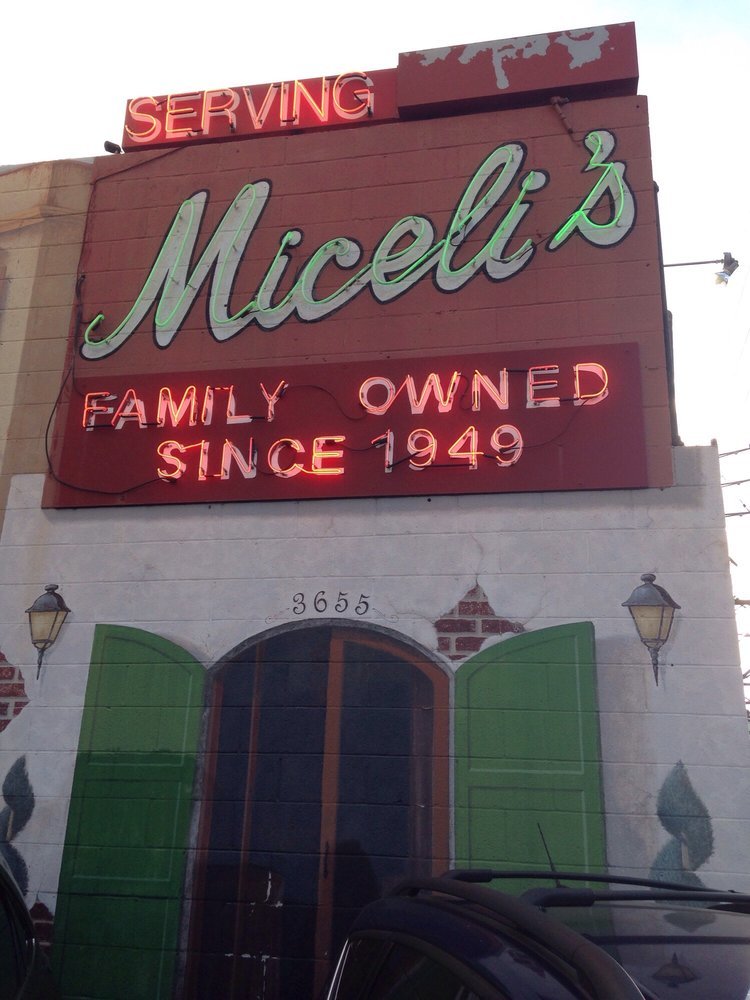 SERVING
Miceli's
FAMILY OWNED
SINCE 1949
3655